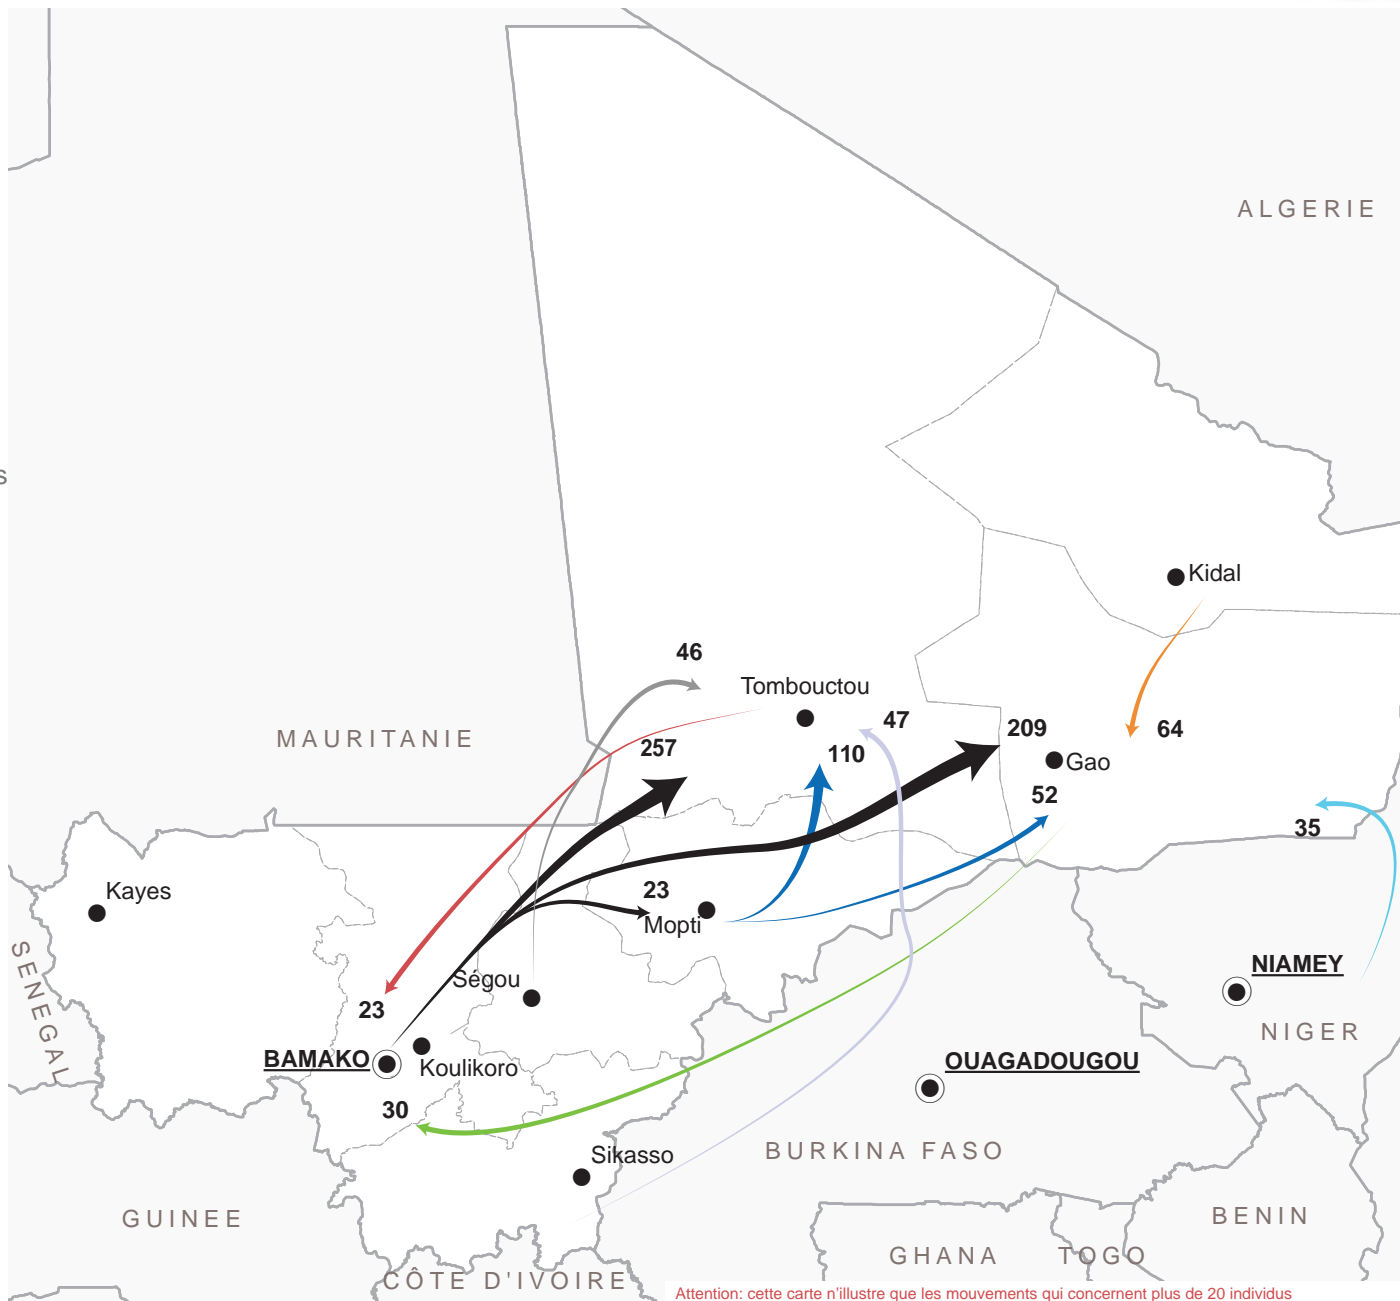 ALGERIE
s
Kidal
46
Tombouctou
47
209
64
MAURITANIE
257
110
Gao
52
35
Kayes
23
Mopti
SENEGAL
Ségou
NIAMEY
23
NIGER
BAMAKO
Koulikoro
OUAGADOUGOU
30
Sikasso
BURKINA FASO
GUINEE
BENIN
GHANA
TOGO
CÔTE D'IVOIRE
Attention: cette carte n'illustre que les mouvements qui concernent plus de 20 individus